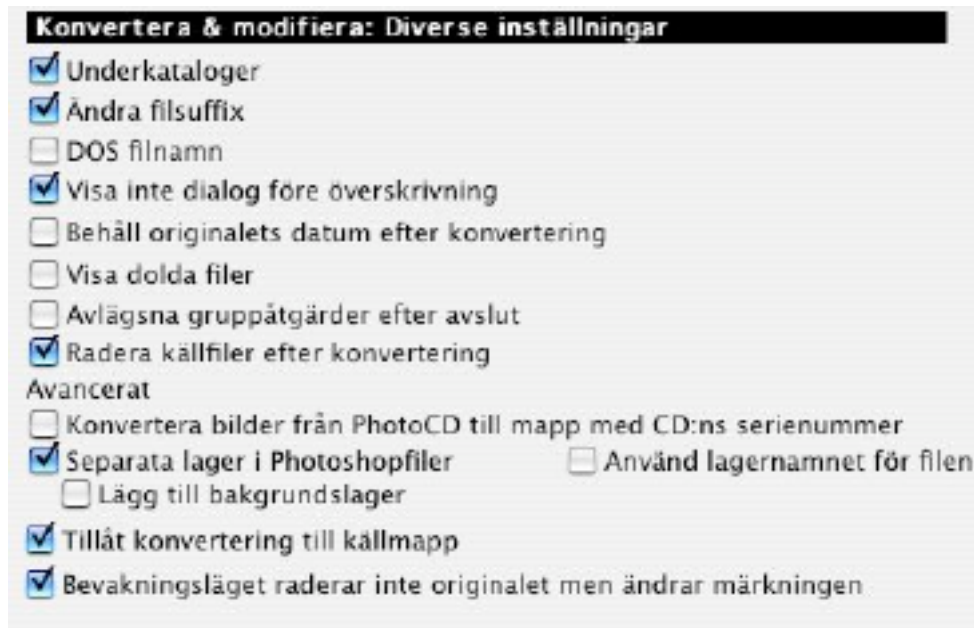 Konvertera & modifiera: Diverse inställningar
Underkataloger
Ändra filsuffix
DOS filnamn
Visa inte dialog före överskrivning
Behåll originalets datum efter konvertering
Visa dolda filer
Avlägsna gruppåtgärder efter avslut
Radera källfiler efter konvertering
Avancerat
Konvertera bilder från PhotoCD till mapp med CD:ns serienummer
Separata lager i Photoshopfiler Använd lagernamnet för filen
Lägg till bakgrundslager
Tillåt konvertering till källmapp
Bevakningsläget raderar inte originalet men ändrar märkningen